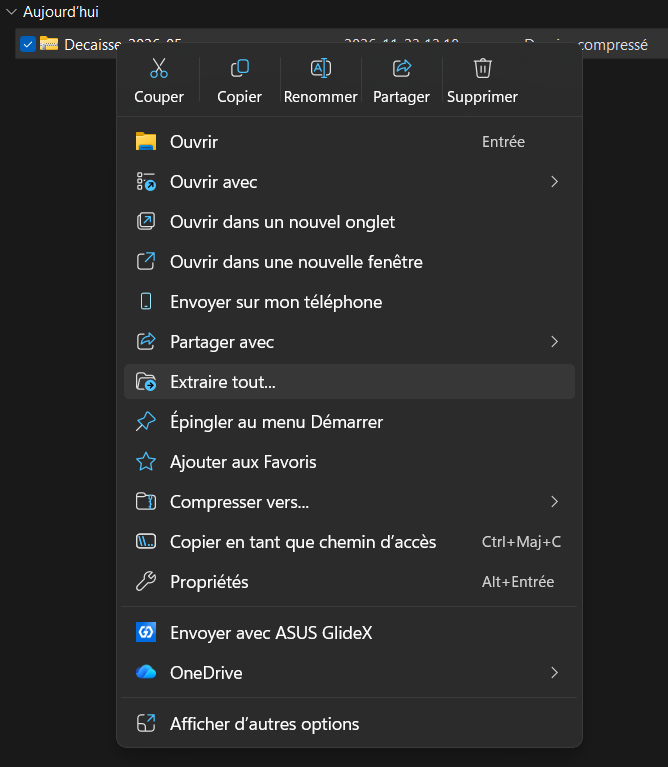 Aujourd’hui
Decaisse compressé
Couper Copier Renommer Partager Supprimer
Ouvrir Entrée
Ouvrir avec
Ouvrir dans un nouvel onglet
Ouvrir dans une nouvelle fenêtre
Envoyer sur mon téléphone
Partager avec
Extraire tout...
Épingler au menu Démarrer
Ajouter aux Favoris
Compresser vers...
Copier en tant que chemin d’accès Ctrl+Maj+C
Propriétés Alt+Entrée
Envoyer avec ASUS GlideX
OneDrive
Afficher d’autres options